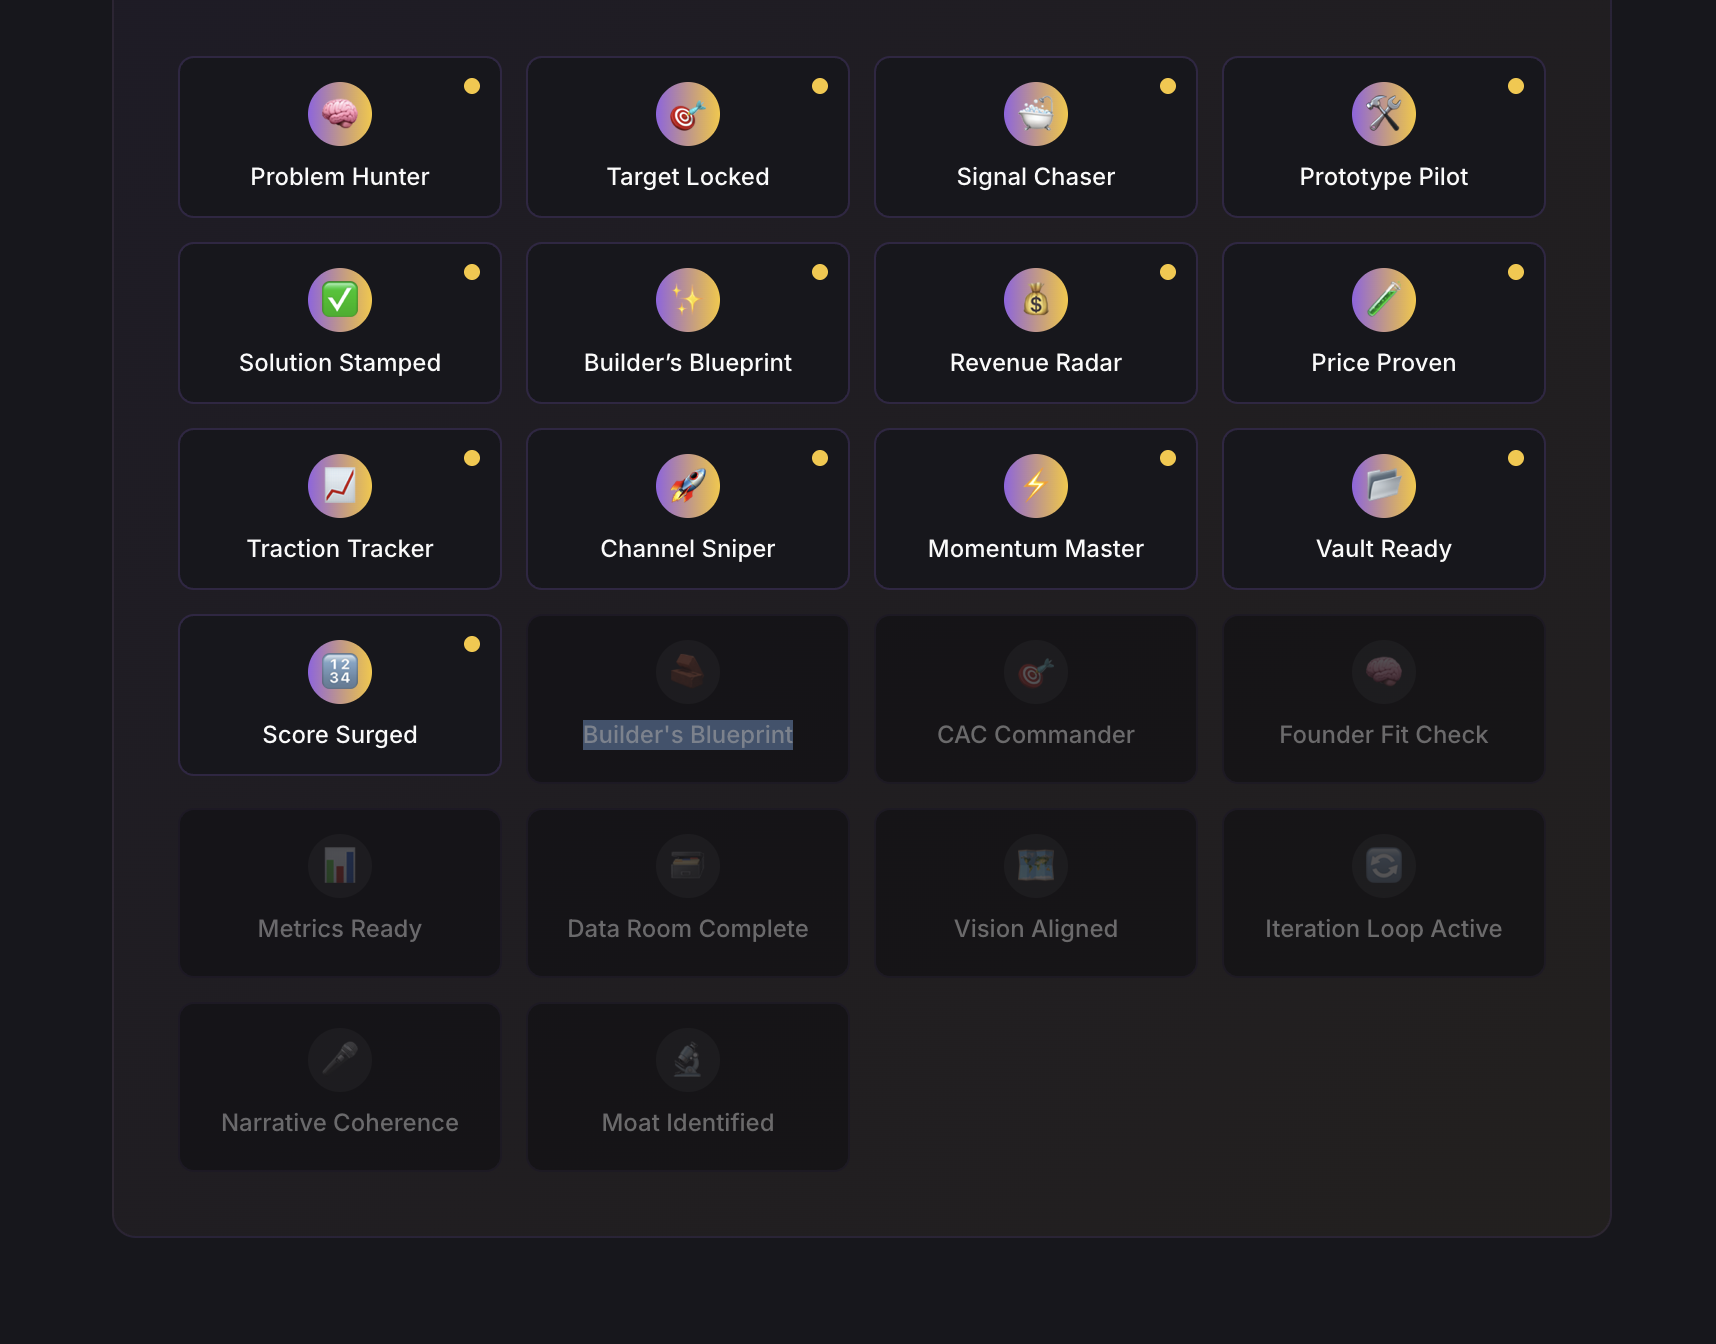 Problem Hunter
Target Locked
Signal Chaser
Prototype Pilot
Solution Stamped
Builder’s Blueprint
Revenue Radar
Price Proven
Traction Tracker
Channel Sniper
Momentum Master
Vault Ready
Score Surged
Builder's Blueprint
CAC Commander
Founder Fit Check
Metrics Ready
Data Room Complete
Vision Aligned
Iteration Loop Active
Narrative Coherence
Moat Identified